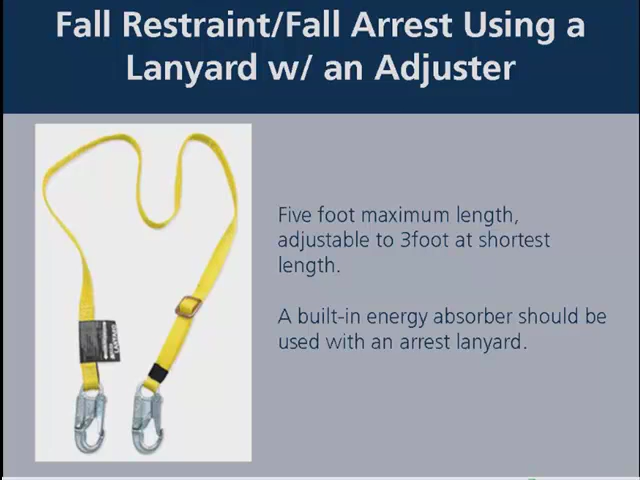 Fall Restraint/Fall Arrest Using a
Lanyard w/ an Adjuster
Five foot maximum length,
adjustable to 3foot at shortest
length.
A built-in energy absorber should be
used with an arrest lanyard.